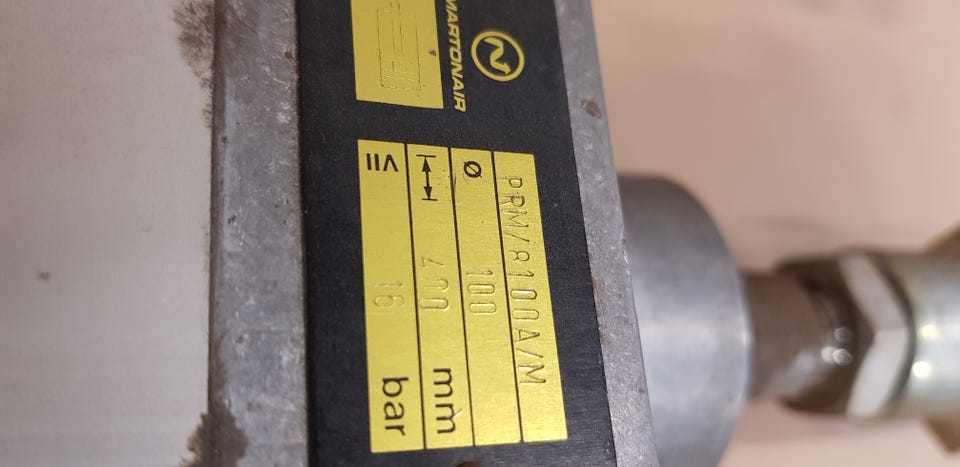 MARTONAIR
PRM/8100A/M
Ø 100
400 mm
≤ 16 bar